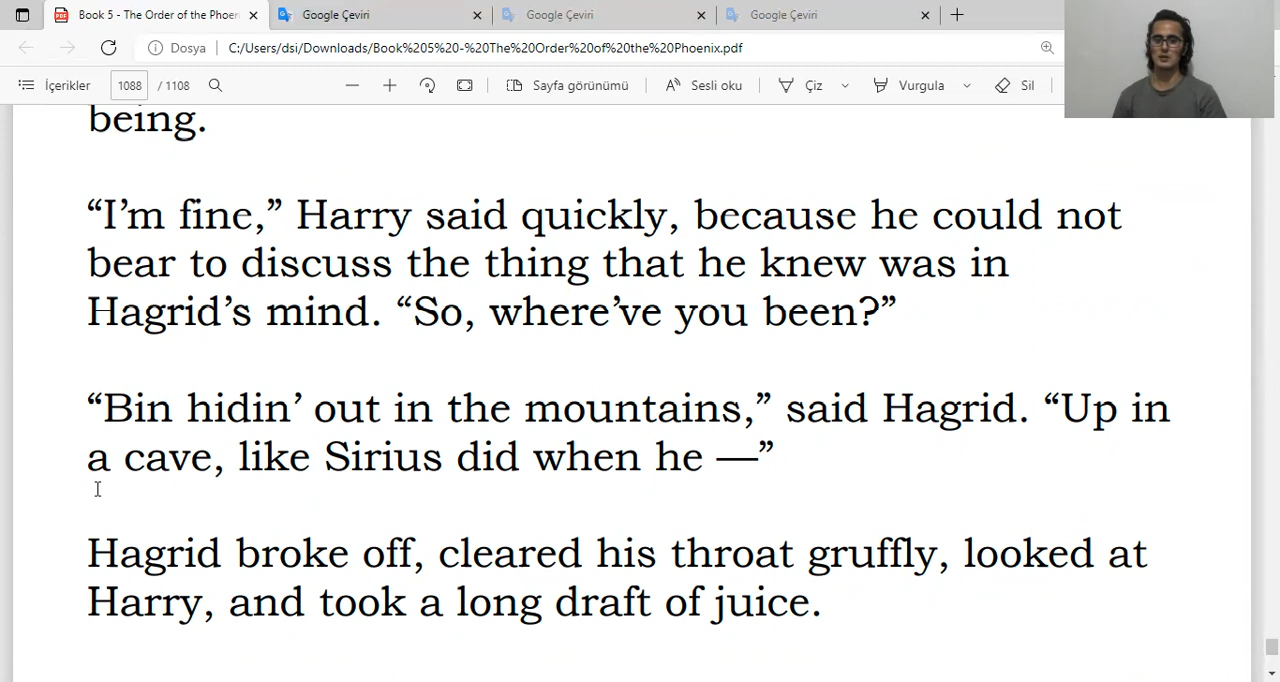 Book 5 - The Order of the Phoen
Google Çeviri
Google Çeviri
Google Çeviri
Dosya
C:/Users/dsi/Downloads/Book%205%20-%20The%20Order%20of%20the%20Phoenix.pdf
İçerikler
1088 / 1108
Sayfa görünümü
Sesli oku
Çiz
Vurgula
Sil
being.
“I’m fine,” Harry said quickly, because he could not
bear to discuss the thing that he knew was in
Hagrid’s mind. “So, where’ve you been?”
“Bin hidin’ out in the mountains,” said Hagrid. “Up in
a cave, like Sirius did when he —”
Hagrid broke off, cleared his throat gruffly, looked at
Harry, and took a long draft of juice.